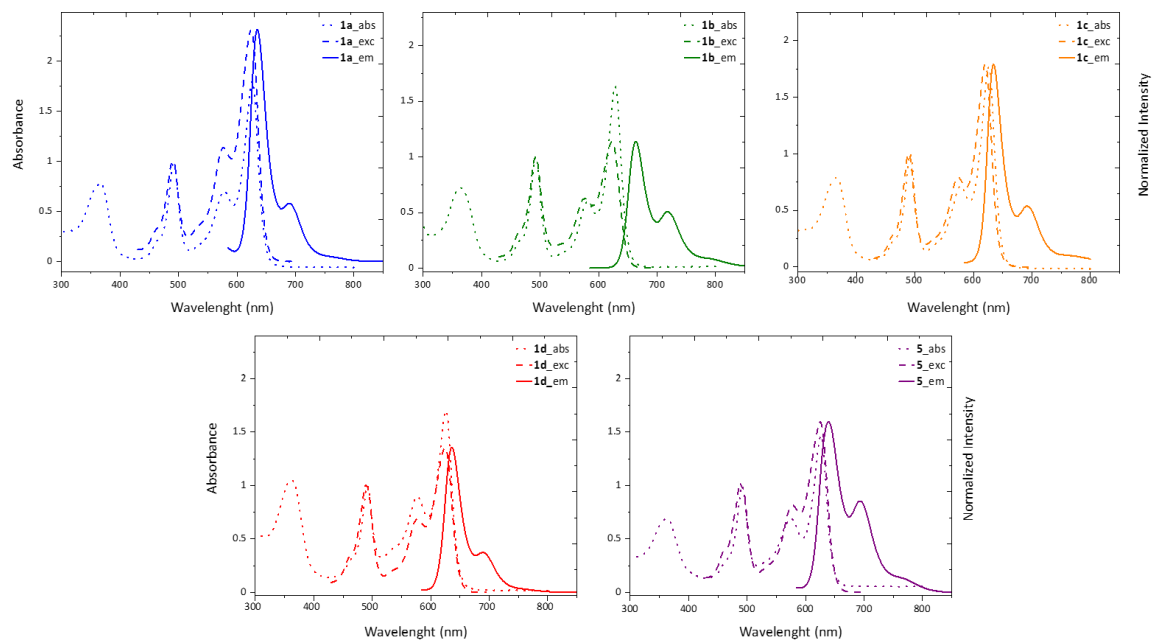 1a_abs
1a_exc
1a_em
1b_abs
1b_exc
1b_em
1c_abs
1c_exc
1c_em
Absorbance
Normalized Intensity
2
1.5
1
0.5
0
2
1.5
1
0.5
0
2
1.5
1
0.5
0
300 400 500 600 700 800
300 400 500 600 700 800
300 400 500 600 700 800
Wavelenght (nm)
Wavelenght (nm)
Wavelenght (nm)
1d_abs
1d_exc
1d_em
5_abs
5_exc
5_em
Absorbance
Normalized Intensity
2
1.5
1
0.5
0
2
1.5
1
0.5
0
300 400 500 600 700 800
300 400 500 600 700 800
Wavelenght (nm)
Wavelenght (nm)